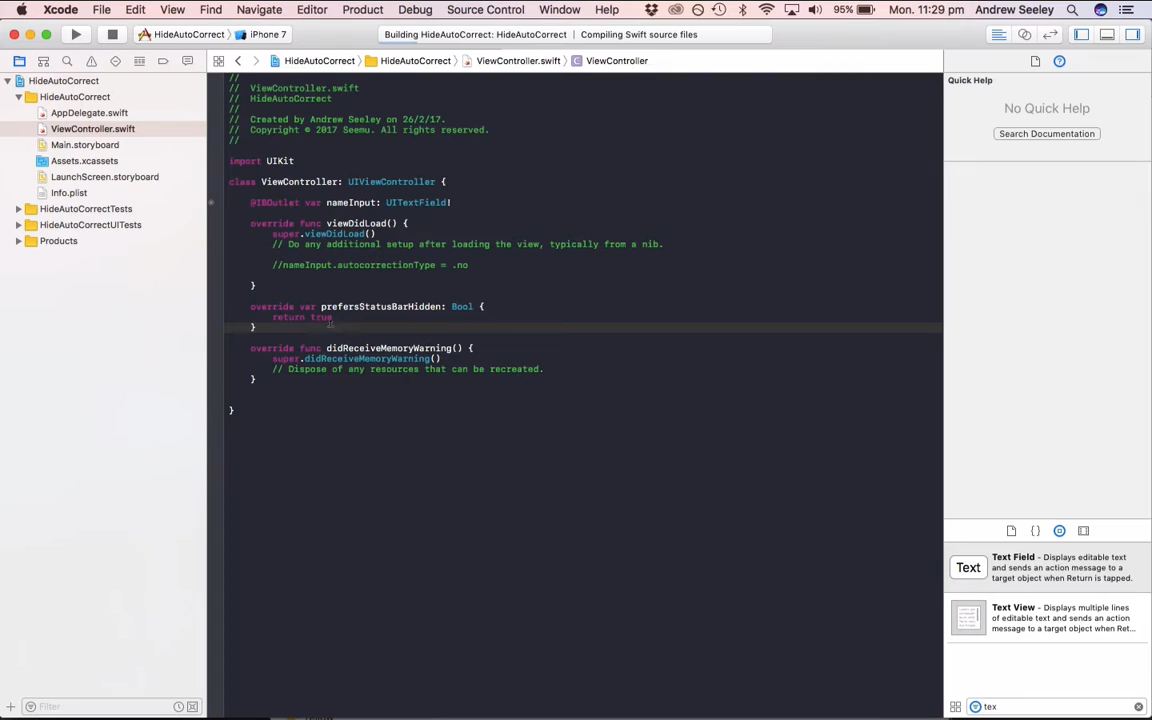 Xcode File Edit View Find Navigate Editor Product Debug Source Control Window Help 95% Mon. 11:29 pm Andrew Seeley
HideAutoCorrect iPhone 7 Building HideAutoCorrect: HideAutoCorrect Compiling Swift source files
HideAutoCorrect HideAutoCorrect ViewController.swift C ViewController
HideAutoCorrect
HideAutoCorrect
AppDelegate.swift
ViewController.swift
Main.storyboard
Assets.xcassets
LaunchScreen.storyboard
Info.plist
HideAutoCorrectTests
HideAutoCorrectUITests
Products
Filter
//
// ViewController.swift
// HideAutoCorrect
//
// Created by Andrew Seeley on 26/2/17.
// Copyright © 2017 Seemu. All rights reserved.
//
import UIKit
class ViewController: UIViewController {
@IBOutlet var nameInput: UITextField!
override func viewDidLoad() {
super.viewDidLoad()
// Do any additional setup after loading the view, typically from a nib.
//nameInput.autocorrectionType = .no
}
override var prefersStatusBarHidden: Bool {
return true
}
override func didReceiveMemoryWarning() {
super.didReceiveMemoryWarning()
// Dispose of any resources that can be recreated.
}
}
Quick Help
No Quick Help
Search Documentation
{ }
Text
Text Field - Displays editable text
and sends an action message to a
target object when Return is tapped.
Text View - Displays multiple lines
of editable text and sends an action
message to a target object when Ret...
tex